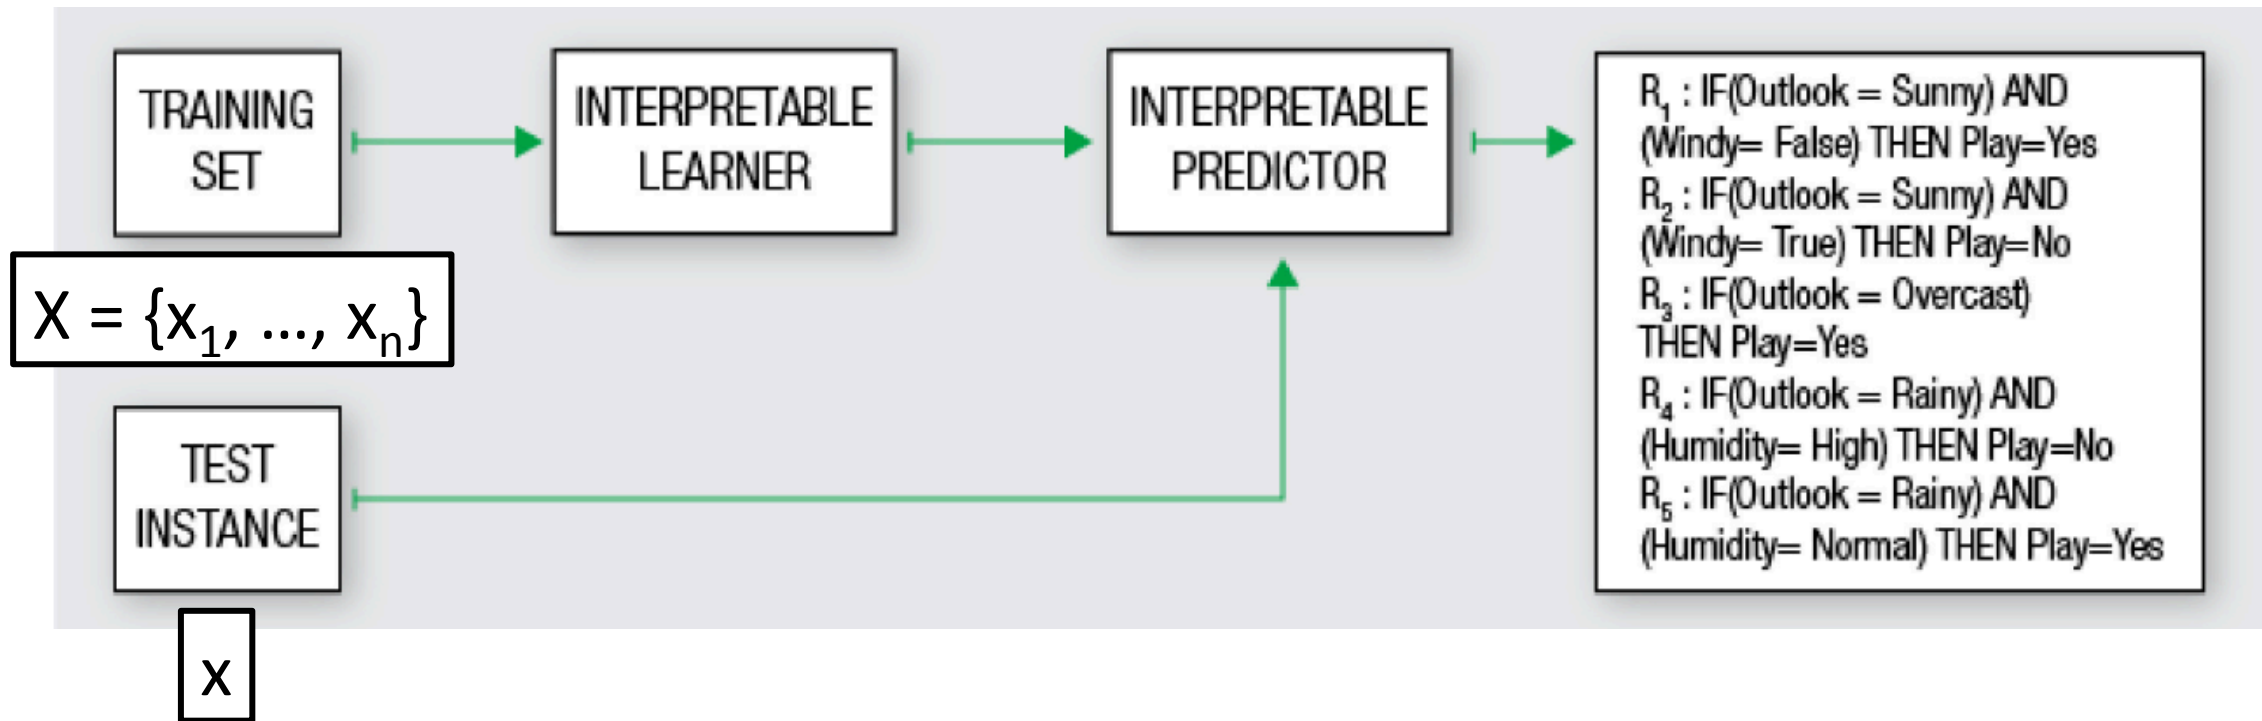 TRAINING
SET
X = {x₁, ..., xₙ}
INTERPRETABLE
LEARNER
INTERPRETABLE
PREDICTOR
R₁ : IF(Outlook = Sunny) AND
(Windy= False) THEN Play=Yes
R₂ : IF(Outlook = Sunny) AND
(Windy= True) THEN Play=No
R₃ : IF(Outlook = Overcast)
THEN Play=Yes
R₄ : IF(Outlook = Rainy) AND
(Humidity= High) THEN Play=No
R₅ : IF(Outlook = Rainy) AND
(Humidity= Normal) THEN Play=Yes
TEST
INSTANCE
x